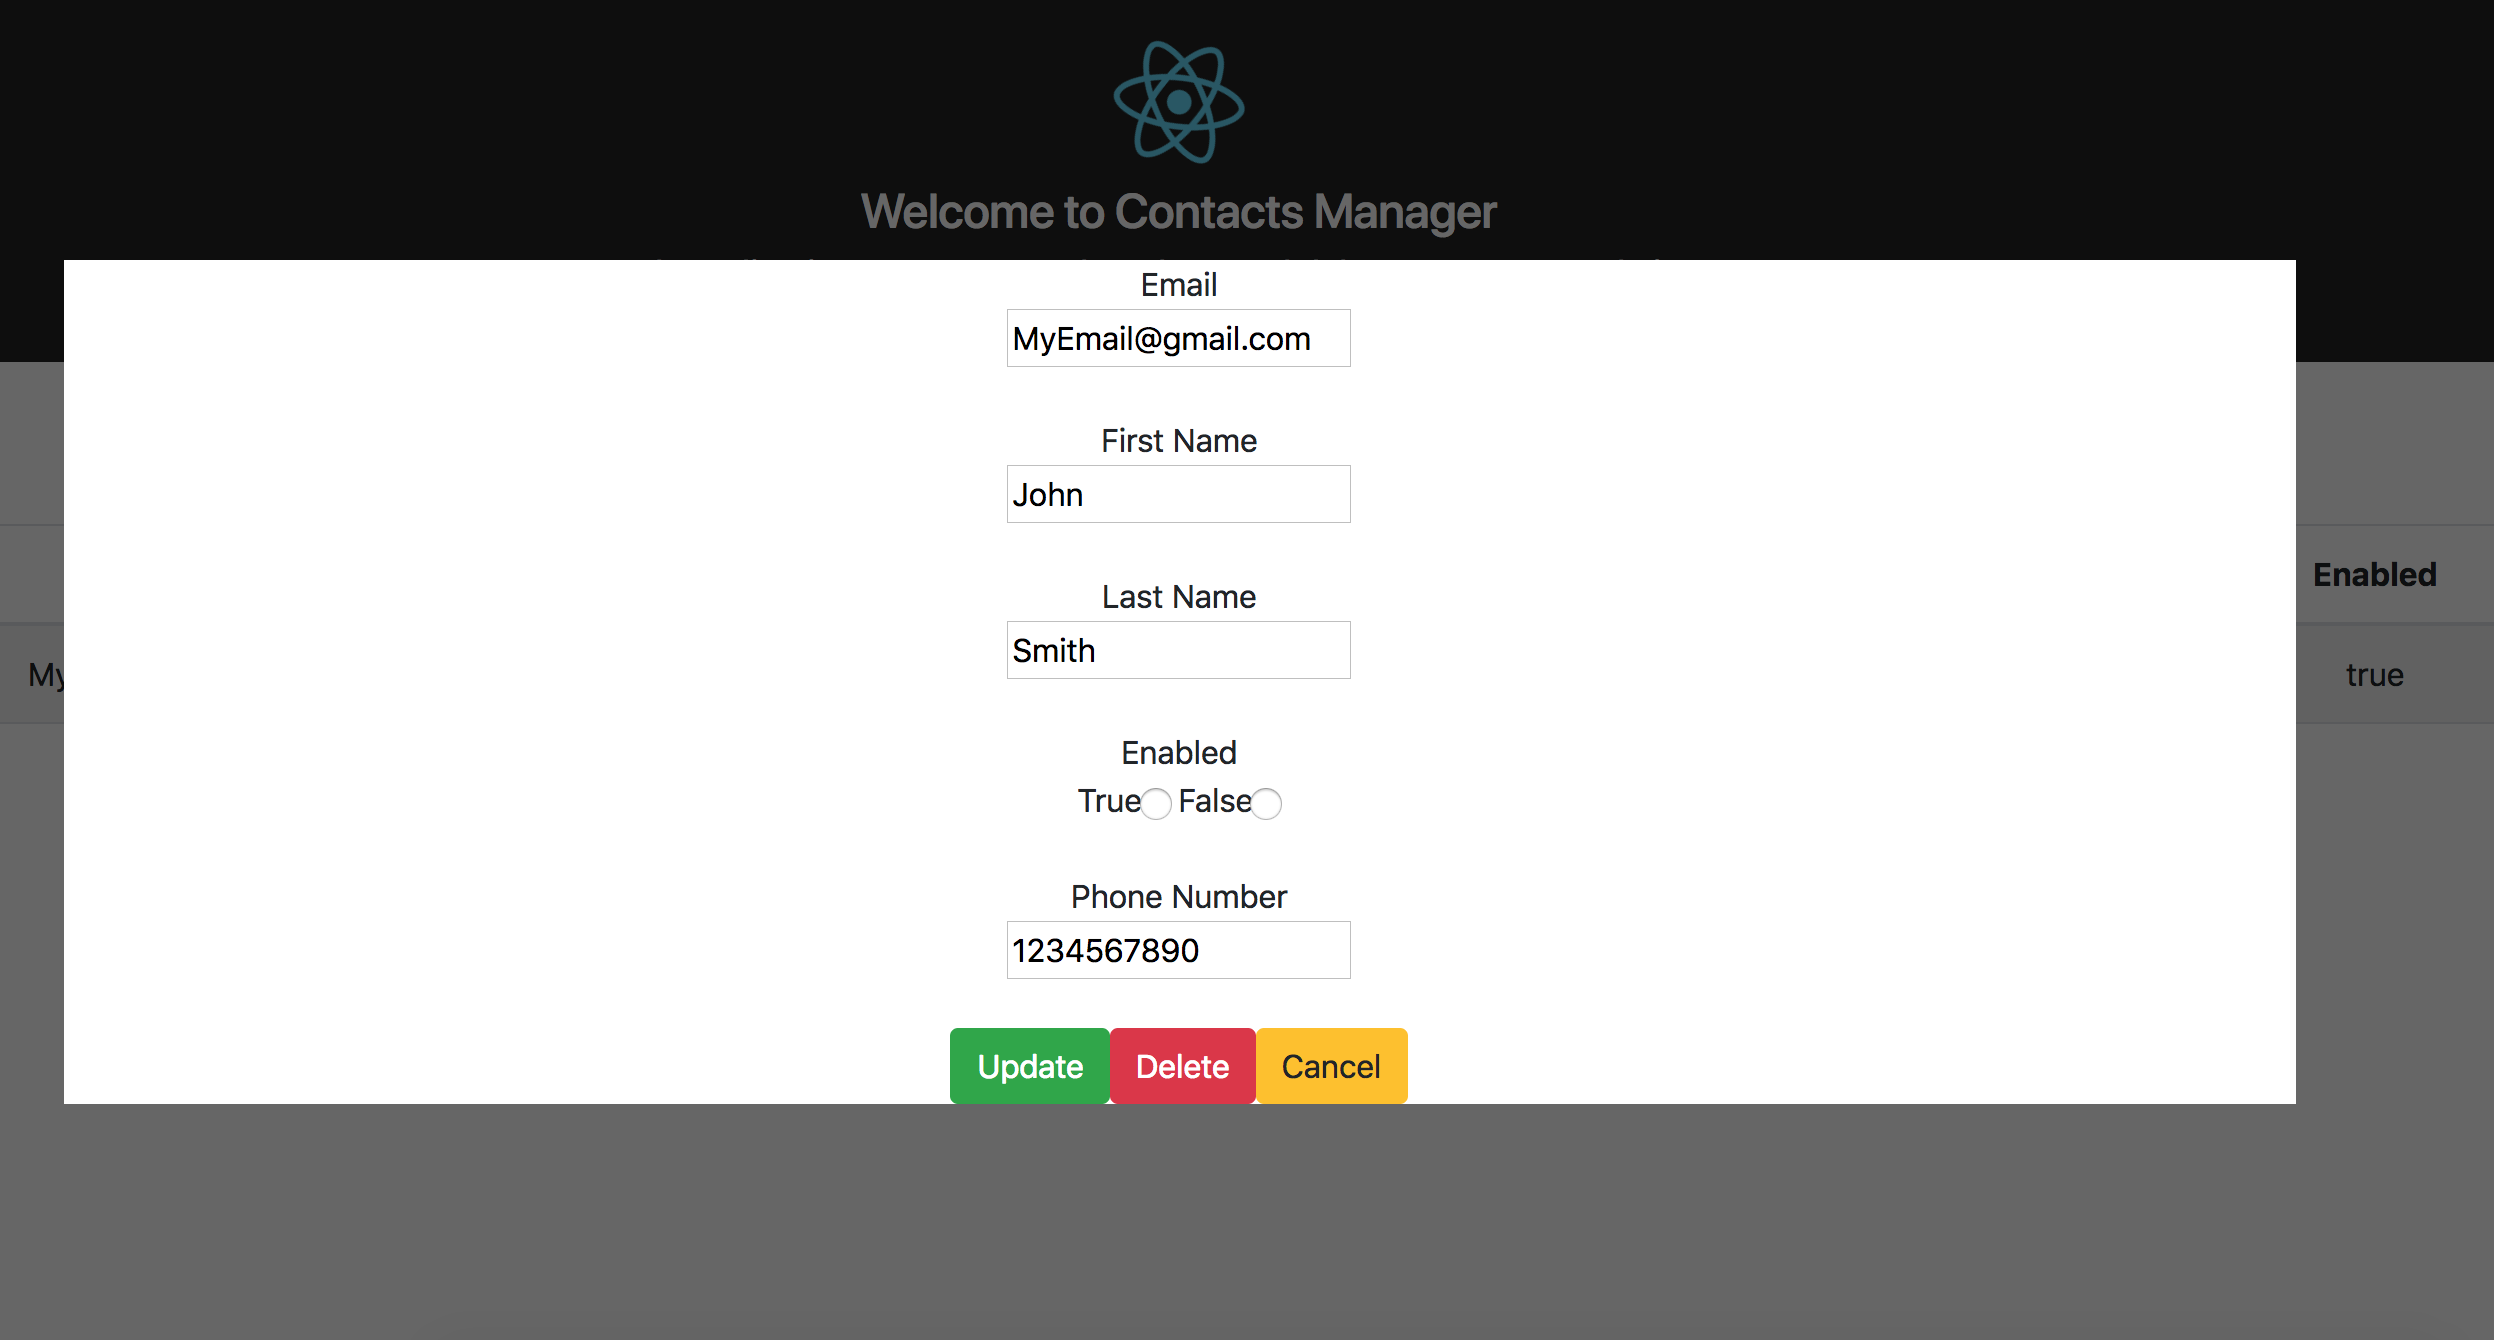 Welcome to Contacts Manager
Email
MyEmail@gmail.com
First Name
John
Last Name
Enabled
Smith
My
true
Enabled
True False
Phone Number
1234567890
Update Delete Cancel